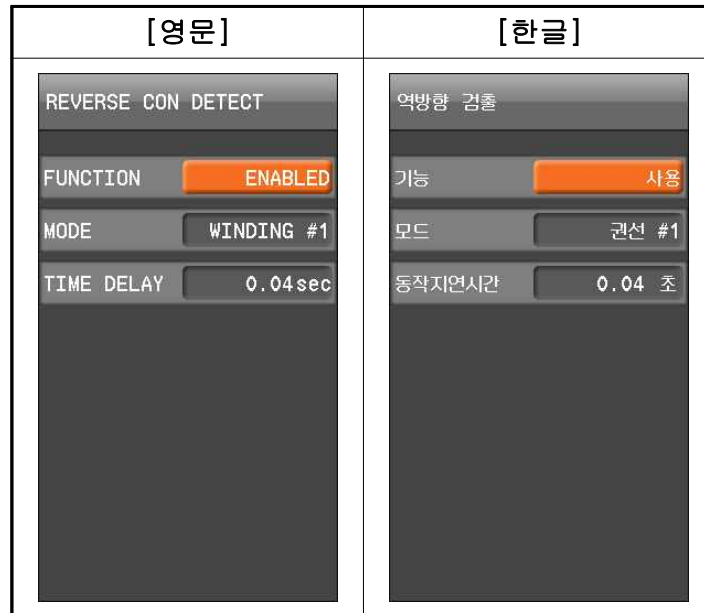 [영문]
[한글]
REVERSE CON DETECT
FUNCTION ENABLED
MODE WINDING #1
TIME DELAY 0.04sec
역방향 검출
기능 사용
모드 권선 #1
동작지연시간 0.04 초